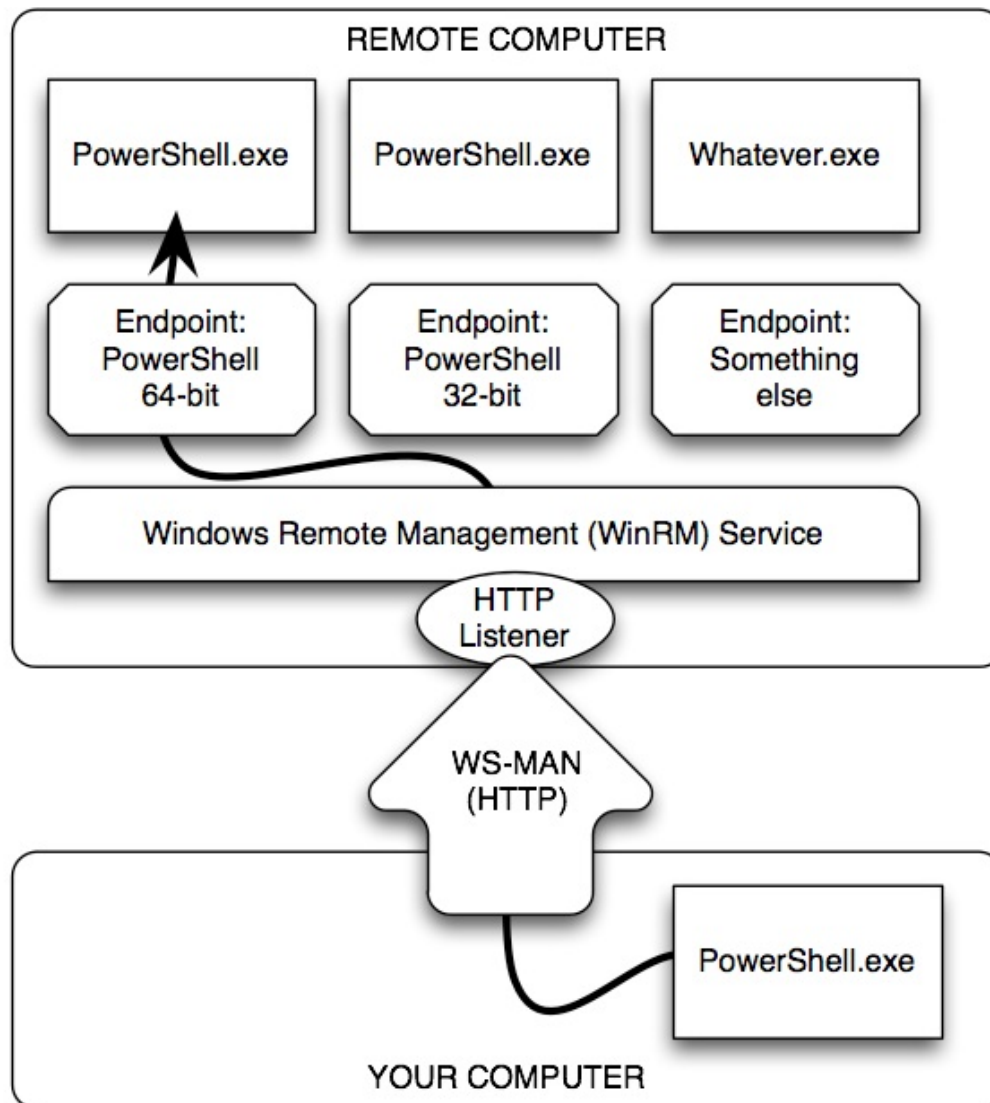 REMOTE COMPUTER
PowerShell.exe
PowerShell.exe
Whatever.exe
Endpoint:
PowerShell
64-bit
Endpoint:
PowerShell
32-bit
Endpoint:
Something
else
Windows Remote Management (WinRM) Service
HTTP
Listener
WS-MAN
(HTTP)
PowerShell.exe
YOUR COMPUTER